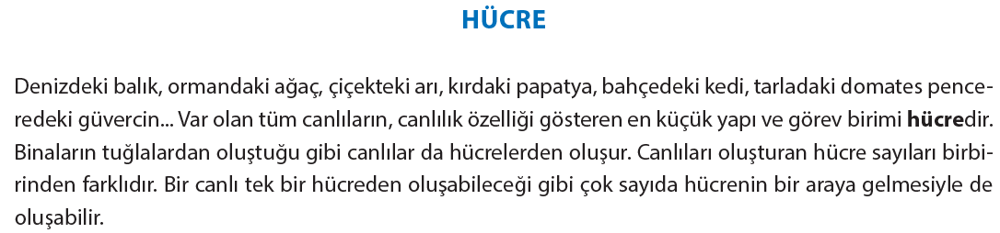 HÜCRE
Denizdeki balık, ormandaki ağaç, çiçekteki arı, kırdaki papatya, bahçedeki kedi, tarladaki domates pence-
redeki güvercin... Var olan tüm canlıların, canlılık özelliği gösteren en küçük yapı ve görev birimi hücredir.
Binaların tuğlalardan oluştuğu gibi canlılar da hücrelerden oluşur. Canlıları oluşturan hücre sayıları birbi-
rinden farklıdır. Bir canlı tek bir hücreden oluşabileceği gibi çok sayıda hücrenin bir araya gelmesiyle de
oluşabilir.